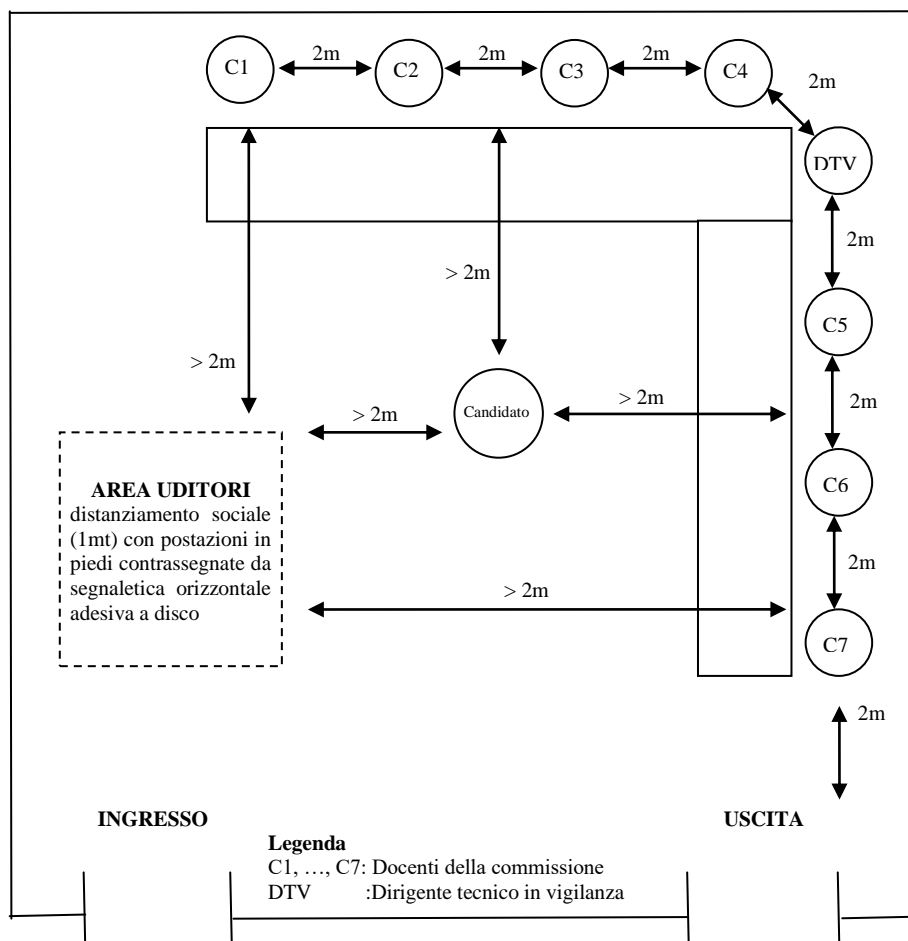 C1
2m
C2
2m
C3
2m
C4
2m
DTV
2m
> 2m
C5
> 2m
> 2m
> 2m
2m
Candidato
AREA UDITORI
distanziamento sociale
(1mt) con postazioni in
piedi contrassegnate da
segnaletica orizzontale
adesiva a disco
C6
2m
> 2m
C7
2m
INGRESSO
USCITA
Legenda
C1, …, C7: Docenti della commissione
DTV :Dirigente tecnico in vigilanza